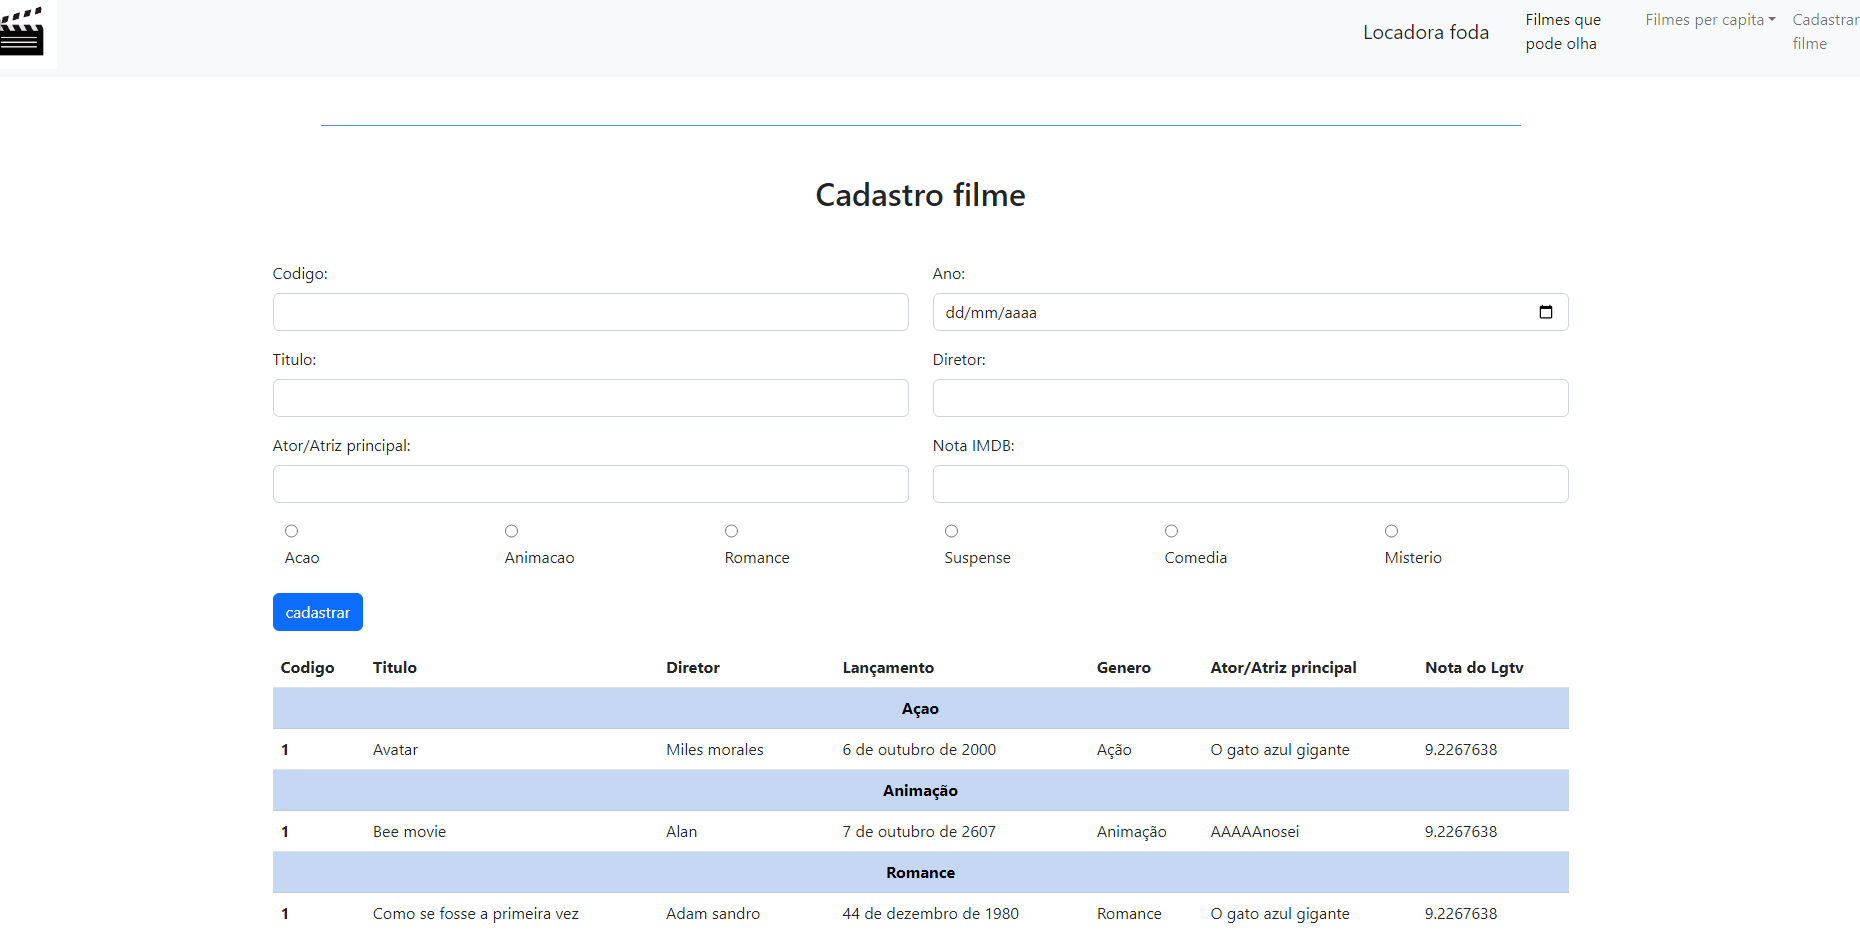 Locadora foda
Filmes que
pode olha
Filmes per capita
Cadastrar
filme
Cadastro filme
Codigo:
Ano:
dd/mm/aaaa
Titulo:
Diretor:
Ator/Atriz principal:
Nota IMDB:
Acao Animacao Romance Suspense Comedia Misterio
cadastrar
Codigo Titulo Diretor Lançamento Genero Ator/Atriz principal Nota do Lgtv
Açao
1 Avatar Miles morales 6 de outubro de 2000 Ação O gato azul gigante 9.2267638
Animação
1 Bee movie Alan 7 de outubro de 2607 Animação AAAAAnosei 9.2267638
Romance
1 Como se fosse a primeira vez Adam sandro 44 de dezembro de 1980 Romance O gato azul gigante 9.2267638